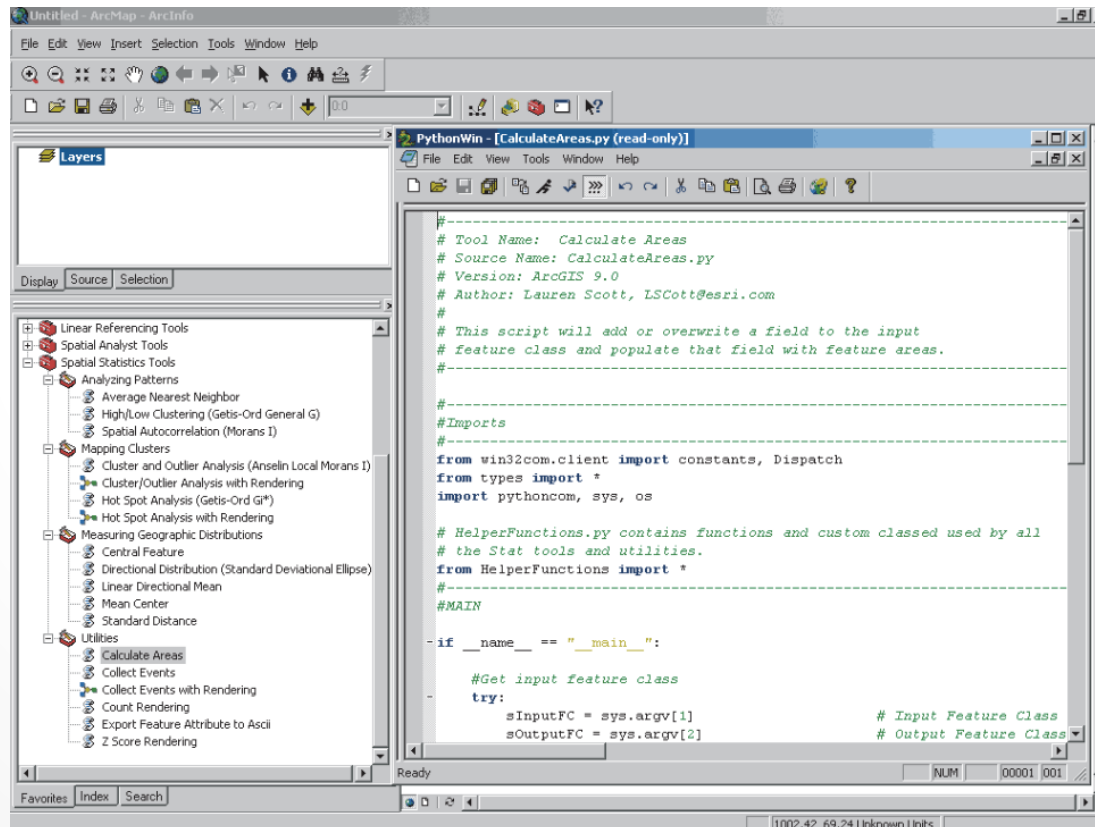 Untitled - ArcMap - ArcInfo
File Edit View Insert Selection Tools Window Help
0:0
Layers
Display Source Selection
Linear Referencing Tools
Spatial Analyst Tools
Spatial Statistics Tools
Analyzing Patterns
Average Nearest Neighbor
High/Low Clustering (Getis-Ord General G)
Spatial Autocorrelation (Morans I)
Mapping Clusters
Cluster and Outlier Analysis (Anselin Local Morans I)
Cluster/Outlier Analysis with Rendering
Hot Spot Analysis (Getis-Ord Gi*)
Hot Spot Analysis with Rendering
Measuring Geographic Distributions
Central Feature
Directional Distribution (Standard Deviational Ellipse)
Linear Directional Mean
Mean Center
Standard Distance
Utilities
Calculate Areas
Collect Events
Collect Events with Rendering
Count Rendering
Export Feature Attribute to Ascii
Z Score Rendering
Favorites Index Search
PythonWin - [CalculateAreas.py (read-only)]
File Edit View Tools Window Help
#------------------------------------------------------------------------
# Tool Name:  Calculate Areas
# Source Name: CalculateAreas.py
# Version: ArcGIS 9.0
# Author: Lauren Scott, LSCott@esri.com
#
# This script will add or overwrite a field to the input
# feature class and populate that field with feature areas.
#------------------------------------------------------------------------
#------------------------------------------------------------------------
#Imports
#------------------------------------------------------------------------
from win32com.client import constants, Dispatch
from types import *
import pythoncom, sys, os
# HelperFunctions.py contains functions and custom classed used by all
# the Stat tools and utilities.
from HelperFunctions import *
#------------------------------------------------------------------------
#MAIN
if __name__ == "__main__":
#Get input feature class
try:
sInputFC = sys.argv[1] # Input Feature Class
sOutputFC = sys.argv[2] # Output Feature Class
Ready NUM 00001 001
1002.42 69.24 Unknown Units